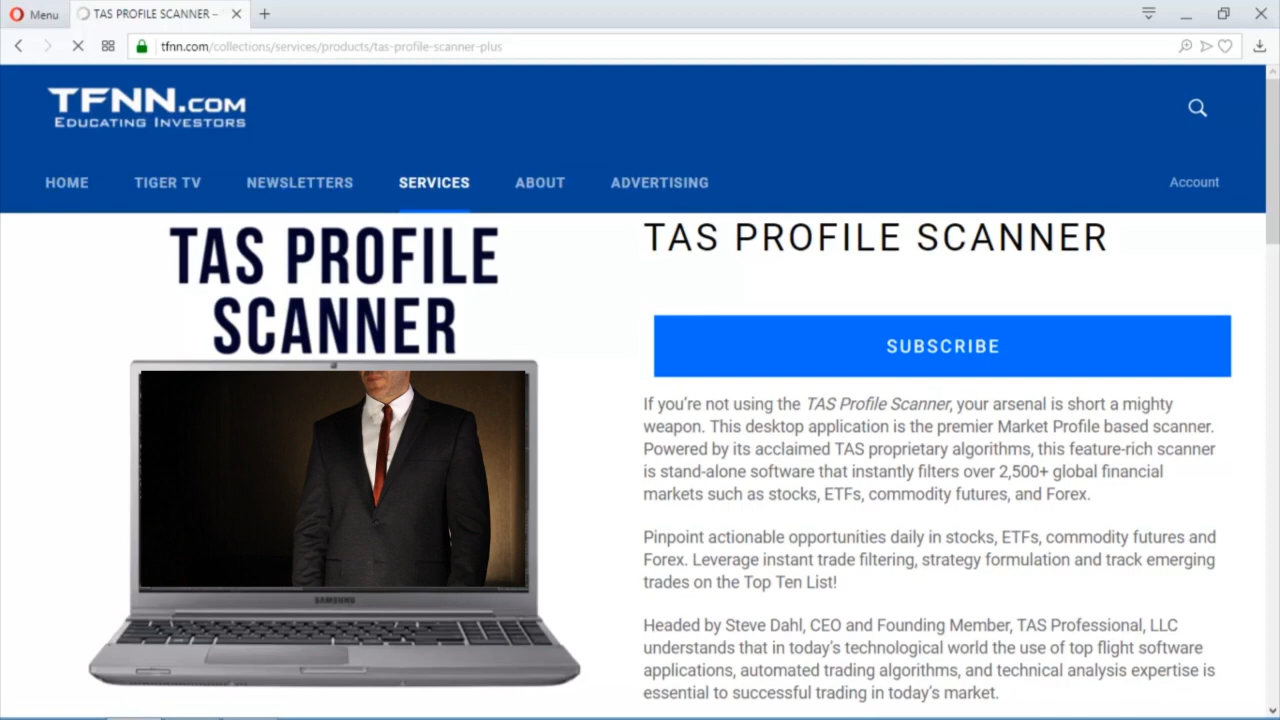 Menu
TAS PROFILE SCANNER –
tfnn.com/collections/services/products/tas-profile-scanner-plus
TFNN.COM
EDUCATING INVESTORS
HOME
TIGER TV
NEWSLETTERS
SERVICES
ABOUT
ADVERTISING
Account
TAS PROFILE
SCANNER
SAMSUNG
TAS PROFILE SCANNER
SUBSCRIBE
If you're not using the TAS Profile Scanner, your arsenal is short a mighty
weapon. This desktop application is the premier Market Profile based scanner.
Powered by its acclaimed TAS proprietary algorithms, this feature-rich scanner
is stand-alone software that instantly filters over 2,500+ global financial
markets such as stocks, ETFs, commodity futures, and Forex.
Pinpoint actionable opportunities daily in stocks, ETFs, commodity futures and
Forex. Leverage instant trade filtering, strategy formulation and track emerging
trades on the Top Ten List!
Headed by Steve Dahl, CEO and Founding Member, TAS Professional, LLC
understands that in today's technological world the use of top flight software
applications, automated trading algorithms, and technical analysis expertise is
essential to successful trading in today's market.